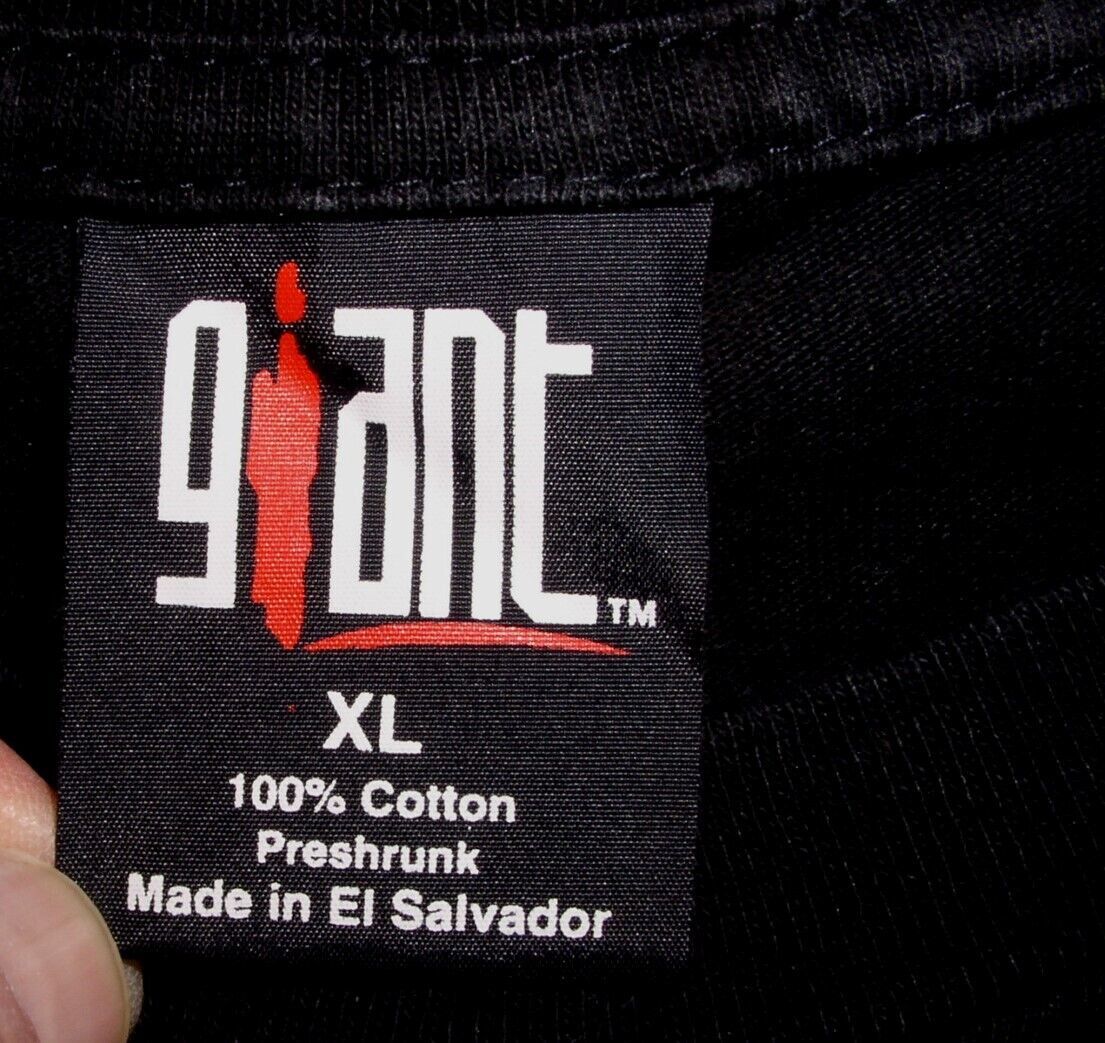 giant™
XL
100% Cotton
Preshrunk
Made in El Salvador